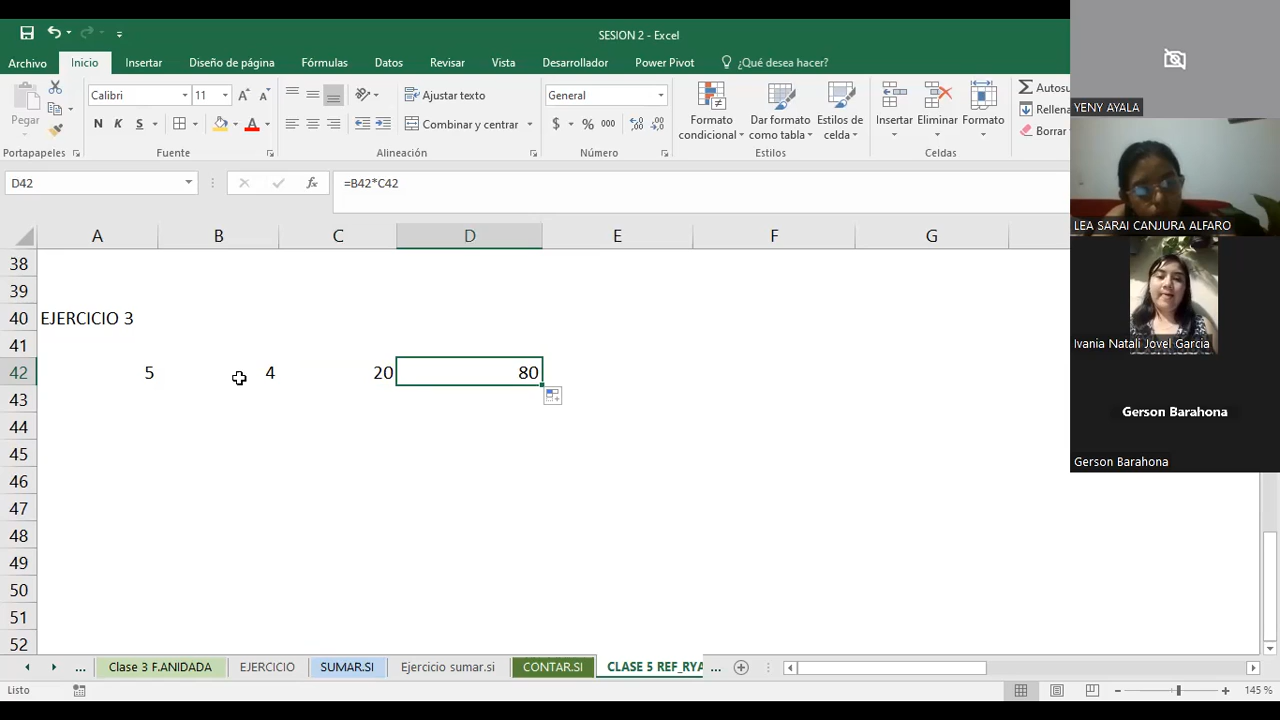 SESION 2 - Excel
Archivo Inicio Insertar Diseño de página Fórmulas Datos Revisar Vista Desarrollador Power Pivot ¿Qué desea hacer?
Pegar
Calibri 11 A A
N K S A
Ajustar texto
Combinar y centrar
General
$ % 000
Formato condicional
Dar formato como tabla
Estilos de celda
Insertar Eliminar Formato
Autosu
Rellena
Borrar
Portapapeles Fuente Alineación Número Estilos Celdas
D42 fx =B42*C42
A B C D E F G
38
39
40 EJERCICIO 3
41
42 5 4 20 80
43
44
45
46
47
48
49
50
51
52
... Clase 3 F.ANIDADA EJERCICIO SUMAR.SI Ejercicio sumar.si CONTAR.SI CLASE 5 REF_RYA ...
Listo 145 %
YENY AYALA
LEA SARAI CANJURA ALFARO
Ivania Natali Jovel Garcia
Gerson Barahona
Gerson Barahona